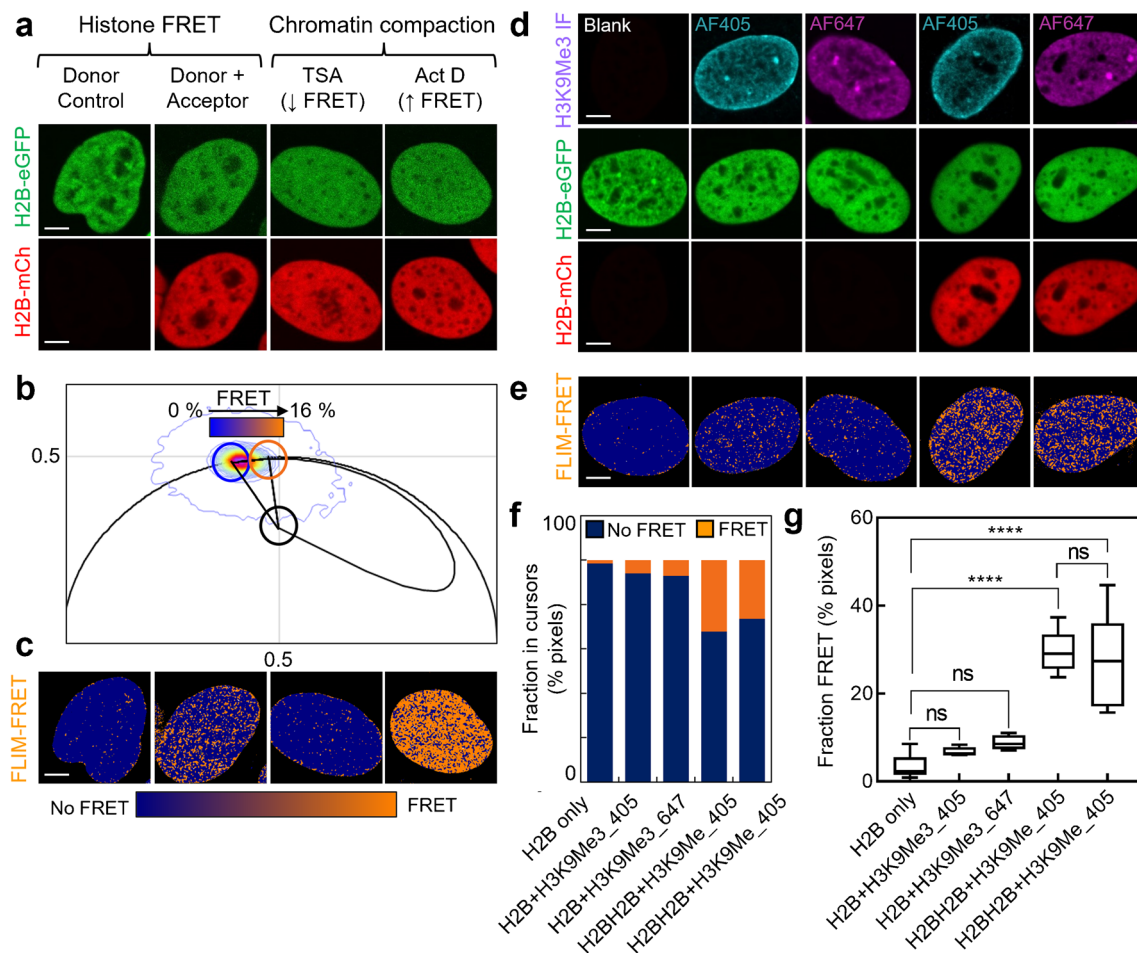 a
Histone FRET
Chromatin compaction
Donor
Control
Donor +
Acceptor
TSA
(↓ FRET)
Act D
(↑ FRET)
H2B-eGFP
H2B-mCh
b
FRET
0 %
16 %
0.5
0.5
c
FLIM-FRET
No FRET
FRET
d
H3K9Me3 IF
Blank
AF405
AF647
AF405
AF647
H2B-eGFP
H2B-mCh
e
FLIM-FRET
f
Fraction in cursors
(% pixels)
100
0
No FRET
FRET
H2B only
H2B+H3K9Me3_405
H2B+H3K9Me3_647
H2BH2B+H3K9Me_405
H2BH2B+H3K9Me_405
g
Fraction FRET (% pixels)
60
40
20
0
****
ns
****
ns
ns
H2B only
H2B+H3K9Me3_405
H2B+H3K9Me3_647
H2BH2B+H3K9Me_405
H2BH2B+H3K9Me_405